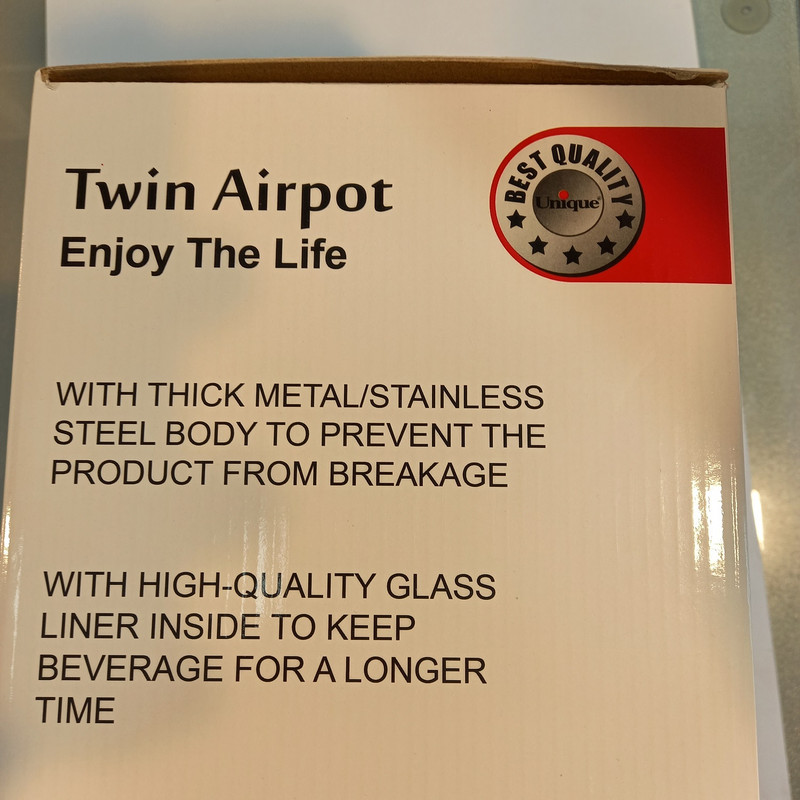 Twin Airpot
Enjoy The Life
BEST QUALITY
Unique®
WITH THICK METAL/STAINLESS
STEEL BODY TO PREVENT THE
PRODUCT FROM BREAKAGE
WITH HIGH-QUALITY GLASS
LINER INSIDE TO KEEP
BEVERAGE FOR A LONGER
TIME